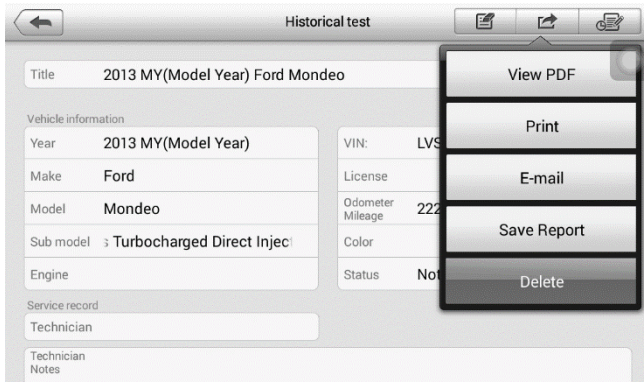 Historical test
Title 2013 MY(Model Year) Ford Mondeo
Vehicle information
Year 2013 MY(Model Year)
Make Ford
Model Mondeo
Sub model s Turbocharged Direct Inject
Engine
VIN: LVS
License
Odometer
Mileage 222
Color
Status Not
Service record
Technician
Technician
Notes
View PDF
Print
E-mail
Save Report
Delete